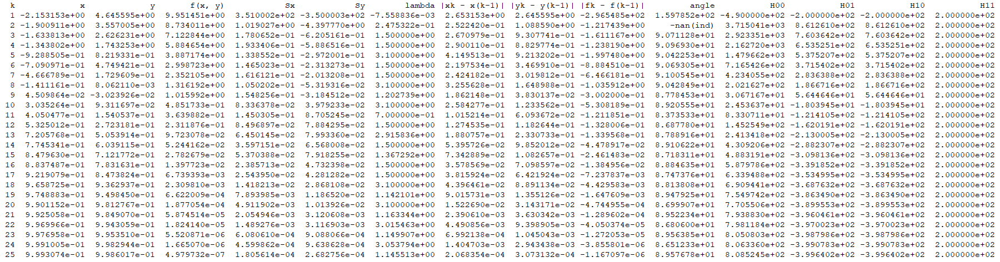 k x y f(x, y) Sx Sy lambda |xk - x(k-1)| |yk - y(k-1)| |fk - f(k-1)| angle H00 H01 H10 H11
1 -2.153153e+00 4.645595e+00 9.951451e+00 3.510002e+02 -3.500003e+02 -7.558836e-03 2.653153e+00 2.645595e+00 -2.965485e+02 1.597852e+02 -4.900000e+02 -2.000000e+02 -2.000000e+02 2.000000e+02
2 -1.900911e+00 3.557005e+00 8.734011e+00 1.019027e+00 -4.397770e+00 2.475322e-01 2.522420e-01 1.088590e+00 -1.217439e+00 -nan(ind) 3.715041e+03 8.612610e+02 8.612610e+02 2.000000e+02
3 -1.633813e+00 2.626231e+00 7.122844e+00 1.780652e-01 -6.205161e-01 1.500000e+00 2.670979e-01 9.307741e-01 -1.611167e+00 9.071128e+01 2.923351e+03 7.603642e+02 7.603642e+02 2.000000e+02
4 -1.343802e+00 1.743253e+00 5.884654e+00 1.933406e-01 -5.886516e-01 1.500000e+00 2.900110e-01 8.829774e-01 -1.238190e+00 9.096930e+01 2.162720e+03 6.535251e+02 6.535251e+02 2.000000e+02
5 -9.288505e-01 8.219331e-01 3.887174e+00 1.338552e-01 -2.972001e-01 3.100000e+00 4.149513e-01 9.213202e-01 -1.997480e+00 9.042253e+01 1.479662e+03 5.375207e+02 5.375207e+02 2.000000e+02
6 -7.090971e-01 4.749421e-01 2.998723e+00 1.465023e-01 -2.313273e-01 1.500000e+00 2.197534e-01 3.469910e-01 -8.884510e-01 9.069305e+01 7.165426e+02 3.715402e+02 3.715402e+02 2.000000e+02
7 -4.666789e-01 1.729609e-01 2.352105e+00 1.616121e-01 -2.013208e-01 1.500000e+00 2.424182e-01 3.019812e-01 -6.466181e-01 9.100545e+01 4.234055e+02 2.836388e+02 2.836388e+02 2.000000e+02
8 -1.411161e-01 8.062110e-03 1.316192e+00 1.050202e-01 -5.319316e-02 3.100000e+00 3.255628e-01 1.648988e-01 -1.035912e+00 9.042849e+01 2.021627e+02 1.866716e+02 1.866716e+02 2.000000e+02
9 4.509864e-02 -3.023926e-02 1.015992e+00 1.548256e-01 -3.184512e-02 1.202739e+00 1.862148e-01 3.830137e-02 -3.002000e-01 8.778453e+01 3.067167e+01 5.644646e+01 5.644646e+01 2.000000e+02
10 3.035264e-01 9.311697e-02 4.851733e-01 8.336378e-02 3.979233e-02 3.100000e+00 2.584277e-01 1.233562e-01 -5.308189e-01 8.920555e+01 2.453637e+01 -1.803945e+01 -1.803945e+01 2.000000e+02
11 4.050477e-01 1.540537e-01 3.639882e-01 1.450305e-01 8.705245e-02 7.000000e-01 1.015214e-01 6.093672e-02 -1.211851e-01 8.373533e+01 8.330711e+01 -1.214105e+02 -1.214105e+02 2.000000e+02
12 5.325012e-01 2.723181e-01 2.311876e-01 8.496897e-02 7.884295e-02 1.500000e+00 1.274535e-01 1.182644e-01 -1.328006e-01 8.687780e+01 1.452549e+02 -1.620191e+02 -1.620191e+02 2.000000e+02
13 7.205768e-01 5.053914e-01 9.723078e-02 6.450145e-02 7.993360e-02 2.915836e+00 1.880757e-01 2.330733e-01 -1.339568e-01 8.788916e+01 2.413418e+02 -2.130005e+02 -2.130005e+02 2.000000e+02
14 7.745341e-01 6.039115e-01 5.244162e-02 3.597151e-02 6.568008e-02 1.500000e+00 5.395726e-02 9.852012e-02 -4.478917e-02 8.910622e+01 4.309206e+02 -2.882307e+02 -2.882307e+02 2.000000e+02
15 8.479630e-01 7.121772e-01 2.782679e-02 5.370388e-02 7.918255e-02 1.367292e+00 7.342889e-02 1.082657e-01 -2.461483e-02 8.718311e+01 4.883191e+02 -3.098136e+02 -3.098136e+02 2.000000e+02
16 8.837487e-01 7.831631e-01 1.397723e-02 2.385713e-02 4.732398e-02 1.500000e+00 3.578569e-02 7.098597e-02 -1.384956e-02 8.884635e+01 5.879786e+02 -3.391852e+02 -3.391852e+02 2.000000e+02
17 9.219079e-01 8.473824e-01 6.739393e-03 2.543950e-02 4.281282e-02 1.500000e+00 3.815924e-02 6.421924e-02 -7.237837e-03 8.747376e+01 6.339488e+02 -3.534995e+02 -3.534995e+02 2.000000e+02
18 9.658725e-01 9.362937e-01 2.309810e-03 1.418213e-02 2.868108e-02 3.100000e+00 4.396461e-02 8.891134e-02 -4.429583e-03 8.813808e+01 6.909441e+02 -3.687632e+02 -3.687632e+02 2.000000e+02
19 9.748883e-01 9.498450e-01 6.622009e-04 7.893985e-03 1.186520e-02 1.142101e+00 9.015731e-03 1.355126e-02 -1.647609e-03 8.947925e+01 7.549742e+02 -3.863490e+02 -3.863490e+02 2.000000e+02
20 9.901152e-01 9.812767e-01 1.877054e-04 4.911902e-03 1.013926e-02 3.100000e+00 1.522690e-02 3.143171e-02 -4.744955e-04 8.699907e+01 7.705506e+02 -3.899553e+02 -3.899553e+02 2.000000e+02
21 9.925058e-01 9.849070e-01 5.874514e-05 2.054946e-03 3.120608e-03 1.163344e+00 2.390610e-03 3.630342e-03 -1.289602e-04 8.952234e+01 7.938830e+02 -3.960461e+02 -3.960461e+02 2.000000e+02
22 9.969966e-01 9.943059e-01 1.824140e-05 1.489276e-03 3.116903e-03 3.015463e+00 4.490856e-03 9.398905e-03 -4.050374e-05 8.680600e+01 7.981184e+02 -3.970023e+02 -3.970023e+02 2.000000e+02
23 9.976958e-01 9.953510e-01 5.520871e-06 6.080610e-04 9.088066e-04 1.149907e+00 6.992138e-04 1.045043e-03 -1.272053e-05 8.956385e+01 8.050803e+02 -3.987986e+02 -3.987986e+02 2.000000e+02
24 9.991005e-01 9.982944e-01 1.665070e-06 4.599862e-04 9.638628e-04 3.053794e+00 1.404703e-03 2.943438e-03 -3.855801e-06 8.651233e+01 8.063360e+02 -3.990783e+02 -3.990783e+02 2.000000e+02
25 9.993074e-01 9.986017e-01 4.979732e-07 1.805614e-04 2.682756e-04 1.145513e+00 2.068354e-04 3.073132e-04 -1.167097e-06 8.957678e+01 8.085245e+02 -3.996402e+02 -3.996402e+02 2.000000e+02